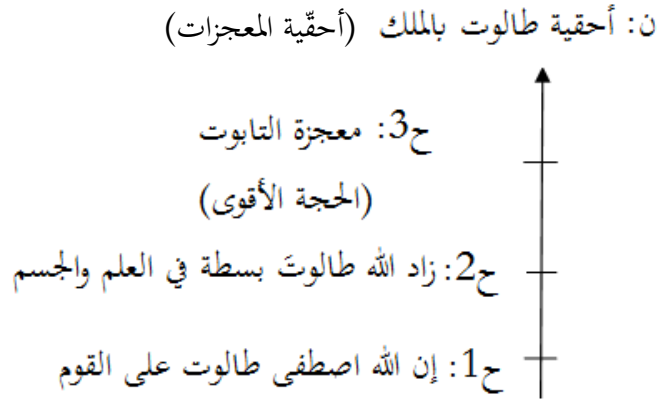 ن: أحقية طالوت بالملك (أحقّية المعجزات)
ح3: معجزة التابوت
(الحجة الأقوى)
ح2: زاد الله طالوتَ بسطة في العلم والجسم
ح1: إن الله اصطفى طالوت على القوم